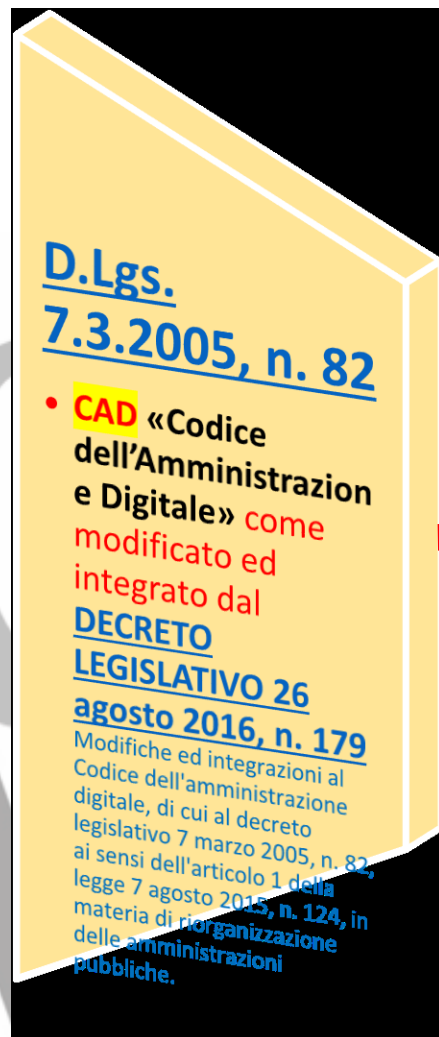 D.Lgs.
7.3.2005, n. 82
• CAD «Codice
dell’Amministrazion
e Digitale» come
modificato ed
integrato dal
DECRETO
LEGISLATIVO 26
agosto 2016, n. 179
Modifiche ed integrazioni al
Codice dell'amministrazione
digitale, di cui al decreto
legislativo 7 marzo 2005, n. 82,
ai sensi dell'articolo 1 della
legge 7 agosto 2015, n. 124, in
materia di riorganizzazione
delle amministrazioni
pubbliche.